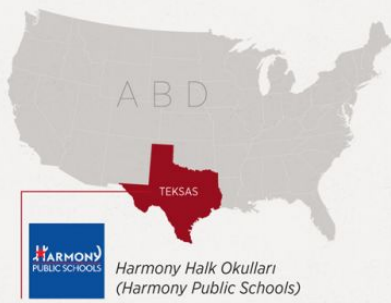 ABD
TEKSAS
HARMONY
PUBLIC SCHOOLS
Harmony Halk Okulları
(Harmony Public Schools)